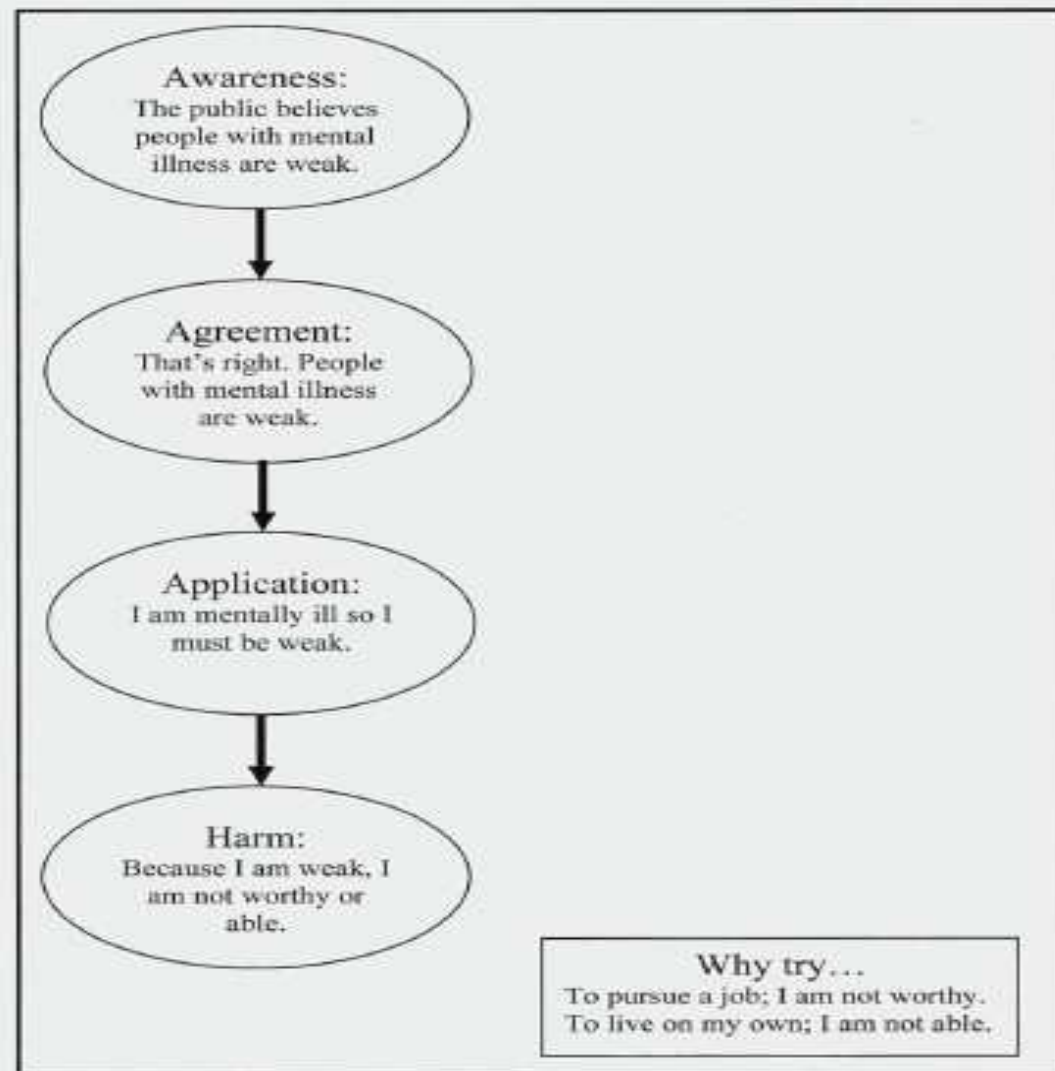 Awareness:
The public believes
people with mental
illness are weak.
Agreement:
That's right. People
with mental illness
are weak.
Application:
I am mentally ill so I
must be weak.
Harm:
Because I am weak, I
am not worthy or
able.
Why try…
To pursue a job; I am not worthy.
To live on my own; I am not able.